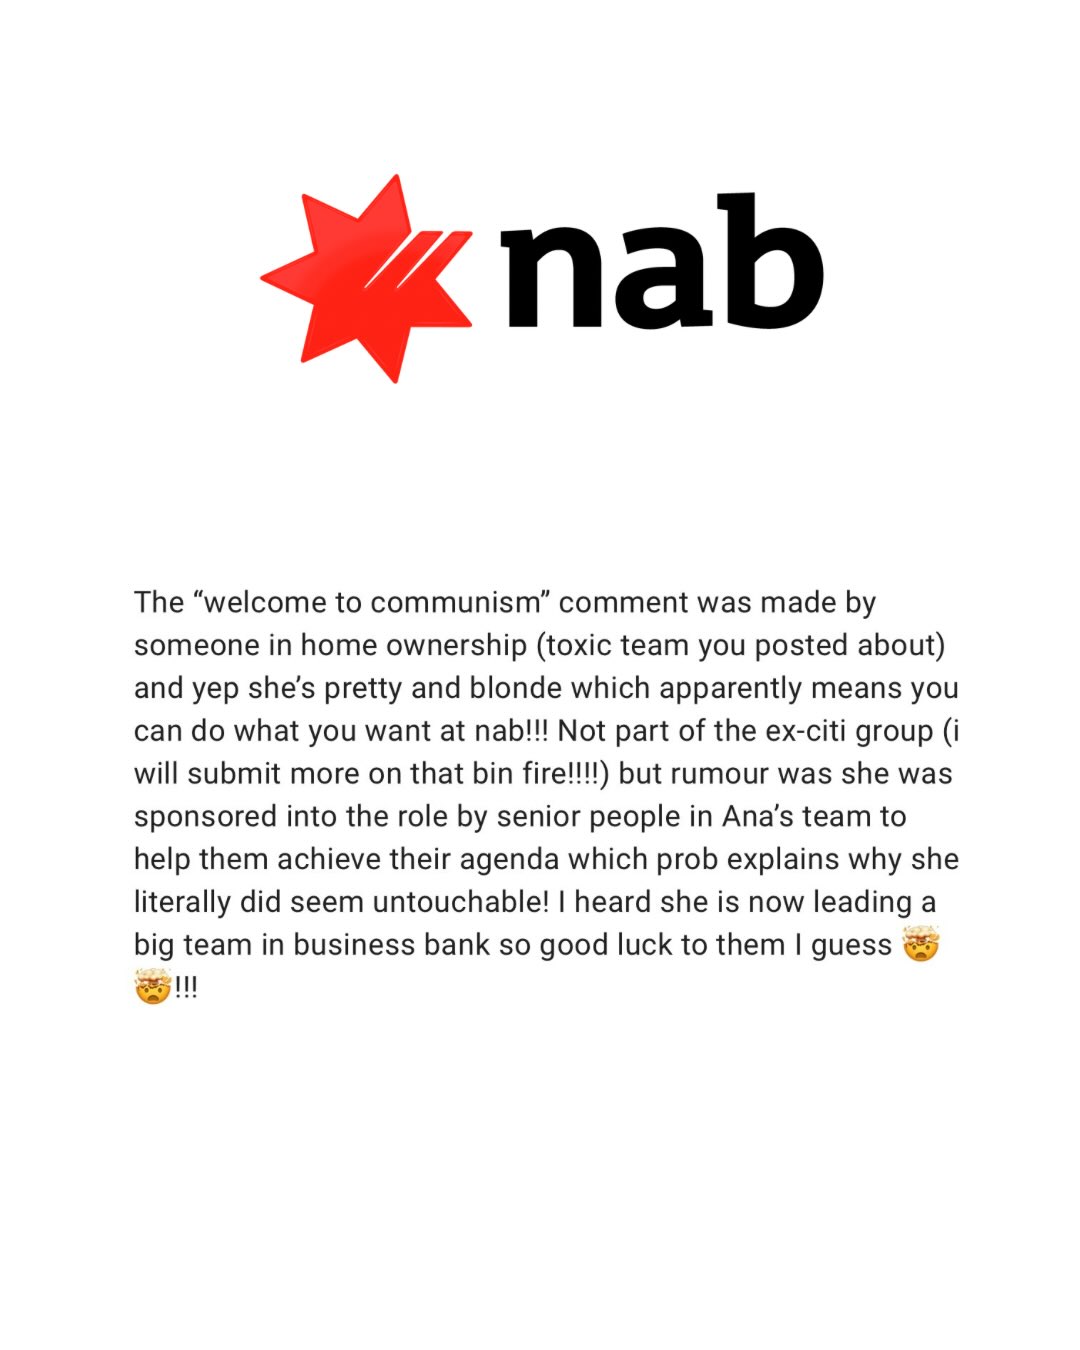 nab
The “welcome to communism” comment was made by
someone in home ownership (toxic team you posted about)
and yep she’s pretty and blonde which apparently means you
can do what you want at nab!!! Not part of the ex-citi group (i
will submit more on that bin fire!!!!) but rumour was she was
sponsored into the role by senior people in Ana’s team to
help them achieve their agenda which prob explains why she
literally did seem untouchable! I heard she is now leading a
big team in business bank so good luck to them I guess 🤯
🤯!!!